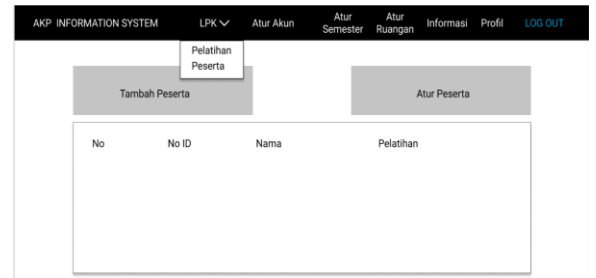 AKP INFORMATION SYSTEM LPK Atur Akun Atur Semester Atur Ruangan Informasi Profil LOG OUT
Pelatihan
Peserta
Tambah Peserta Atur Peserta
No No ID Nama Pelatihan